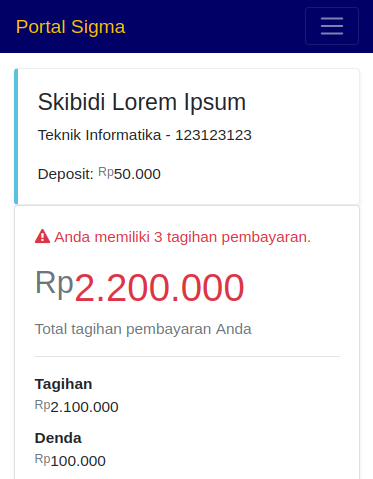 Portal Sigma
Skibidi Lorem Ipsum
Teknik Informatika - 123123123
Deposit: Rp50.000
Anda memiliki 3 tagihan pembayaran.
Rp2.200.000
Total tagihan pembayaran Anda
Tagihan
Rp2.100.000
Denda
Rp100.000